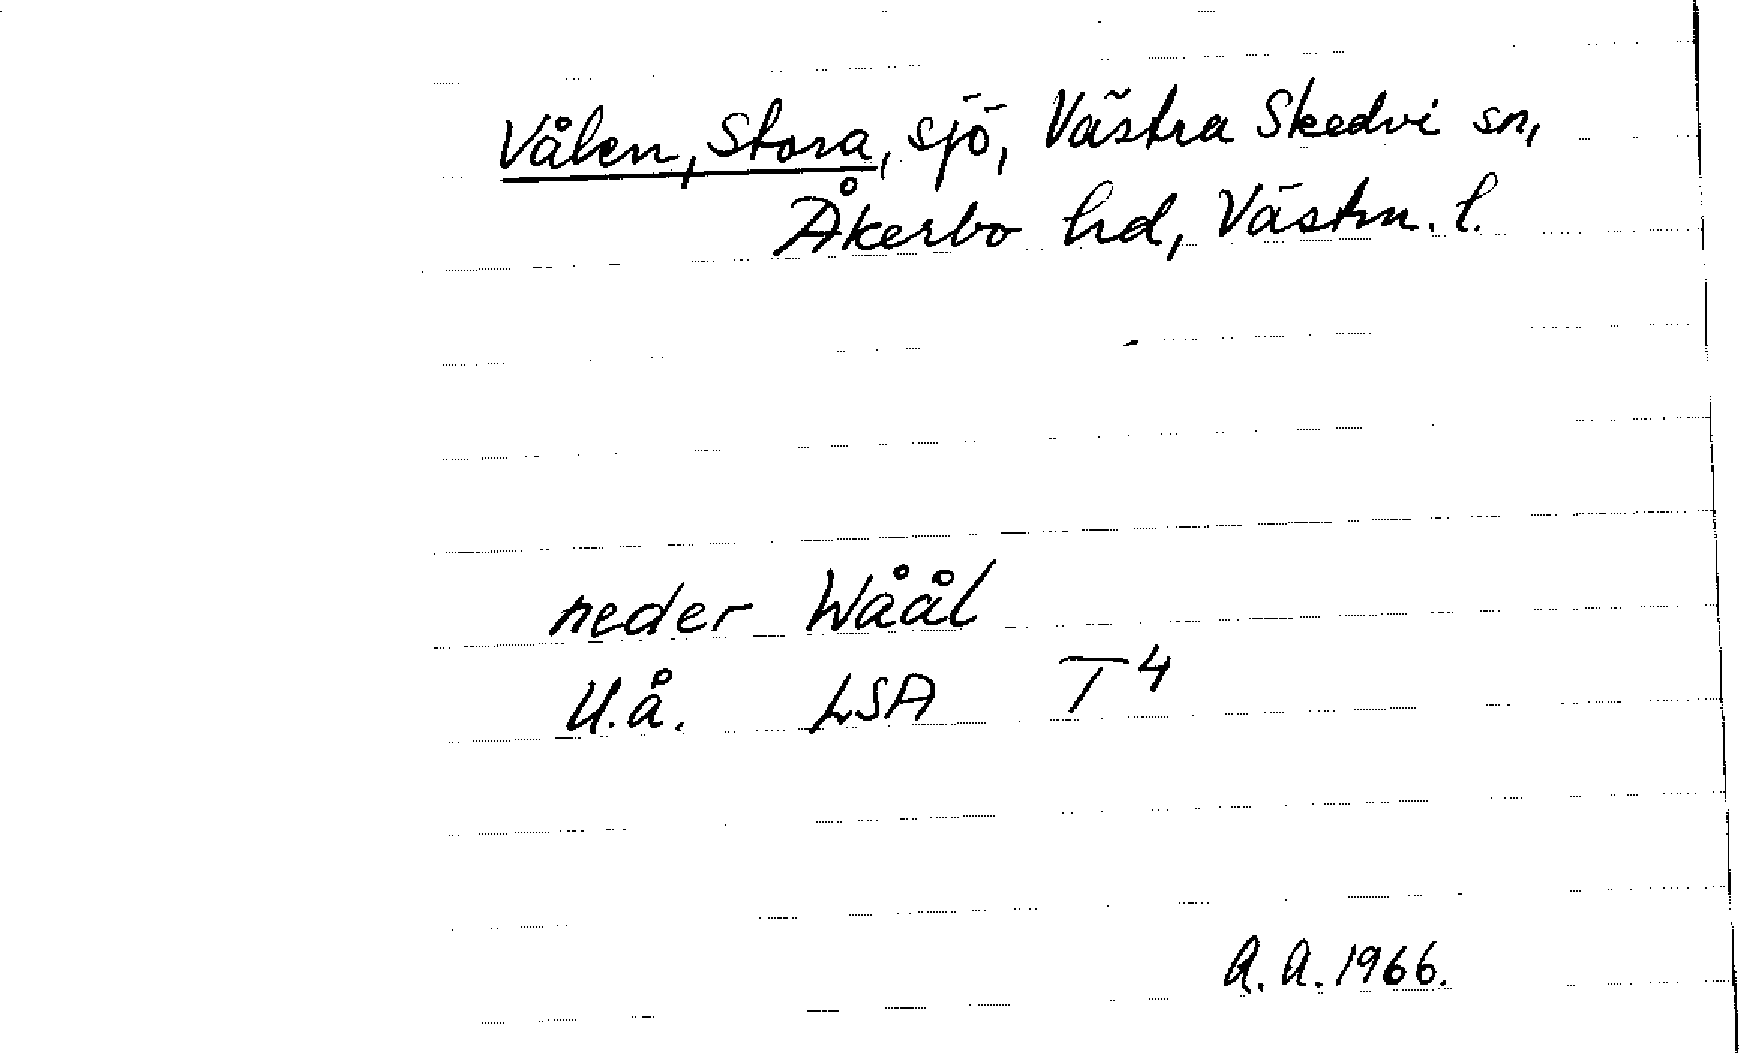 Vålen, Stora, sjö, Västra Skedvi sn,
Åkerbo hd, Västm. l.
neder Wåål
U.å. LSA T4
A.A. 1966.